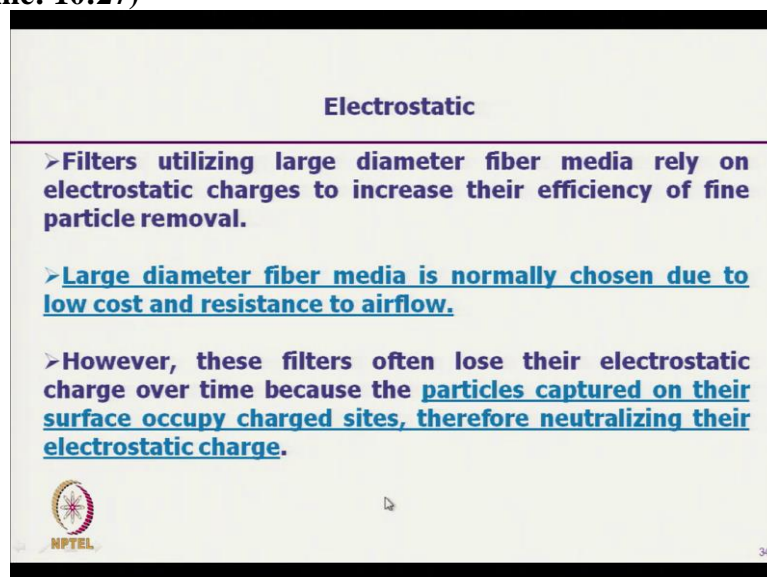 Electrostatic
➢Filters utilizing large diameter fiber media rely on
electrostatic charges to increase their efficiency of fine
particle removal.
➢Large diameter fiber media is normally chosen due to
low cost and resistance to airflow.
➢However, these filters often lose their electrostatic
charge over time because the particles captured on their
surface occupy charged sites, therefore neutralizing their
electrostatic charge.
NPTEL